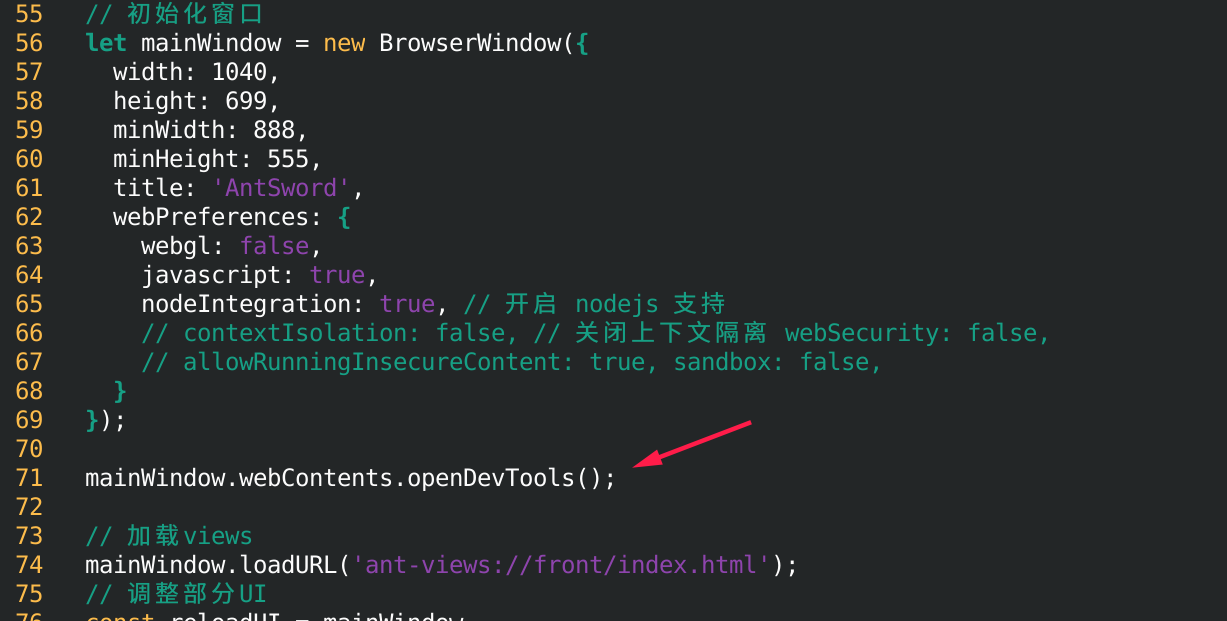 55 // 初始化窗口
56 let mainWindow = new BrowserWindow({
57 width: 1040,
58 height: 699,
59 minWidth: 888,
60 minHeight: 555,
61 title: 'AntSword',
62 webPreferences: {
63 webgl: false,
64 javascript: true,
65 nodeIntegration: true, // 开启 nodejs 支持
66 // contextIsolation: false, // 关闭上下文隔离 webSecurity: false,
67 // allowRunningInsecureContent: true, sandbox: false,
68 }
69 });
70
71 mainWindow.webContents.openDevTools();
72
73 // 加载views
74 mainWindow.loadURL('ant-views://front/index.html');
75 // 调整部分UI
76 const reloadUI = mainWindow